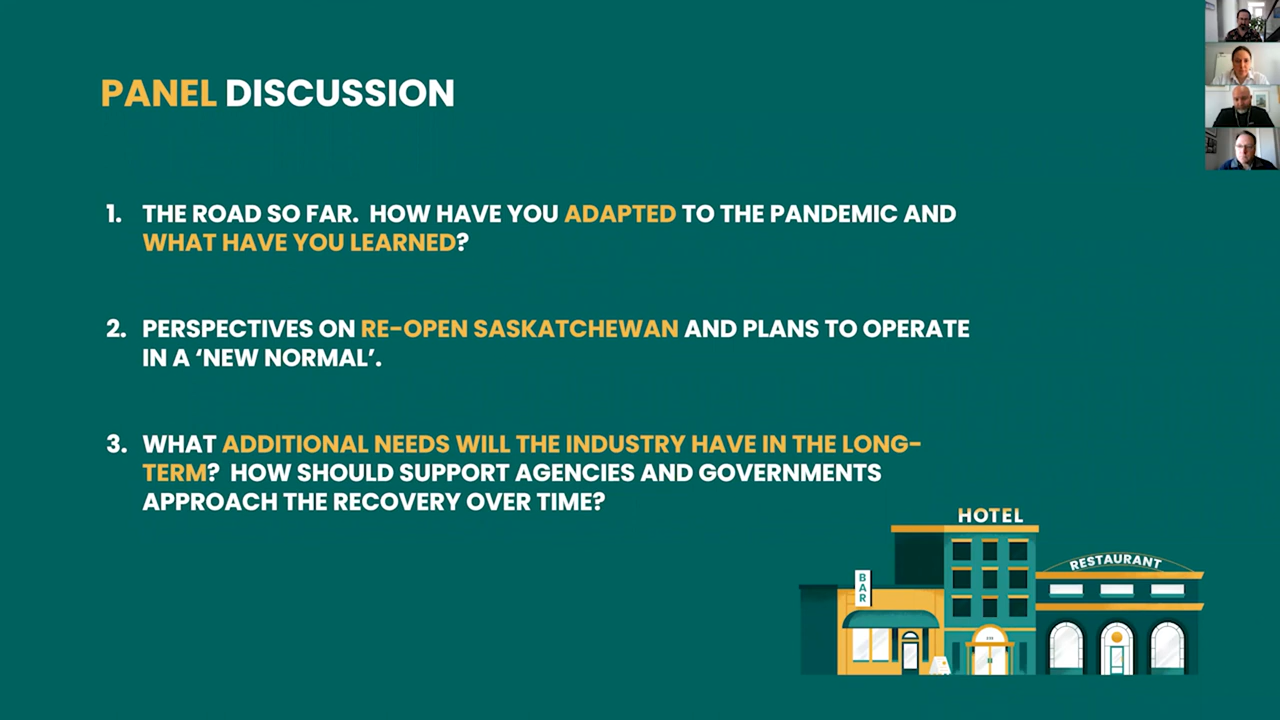 PANEL DISCUSSION
1. THE ROAD SO FAR. HOW HAVE YOU ADAPTED TO THE PANDEMIC AND
WHAT HAVE YOU LEARNED?
2. PERSPECTIVES ON RE-OPEN SASKATCHEWAN AND PLANS TO OPERATE
IN A ‘NEW NORMAL’.
3. WHAT ADDITIONAL NEEDS WILL THE INDUSTRY HAVE IN THE LONG-
TERM? HOW SHOULD SUPPORT AGENCIES AND GOVERNMENTS
APPROACH THE RECOVERY OVER TIME?
HOTEL
RESTAURANT
BAR